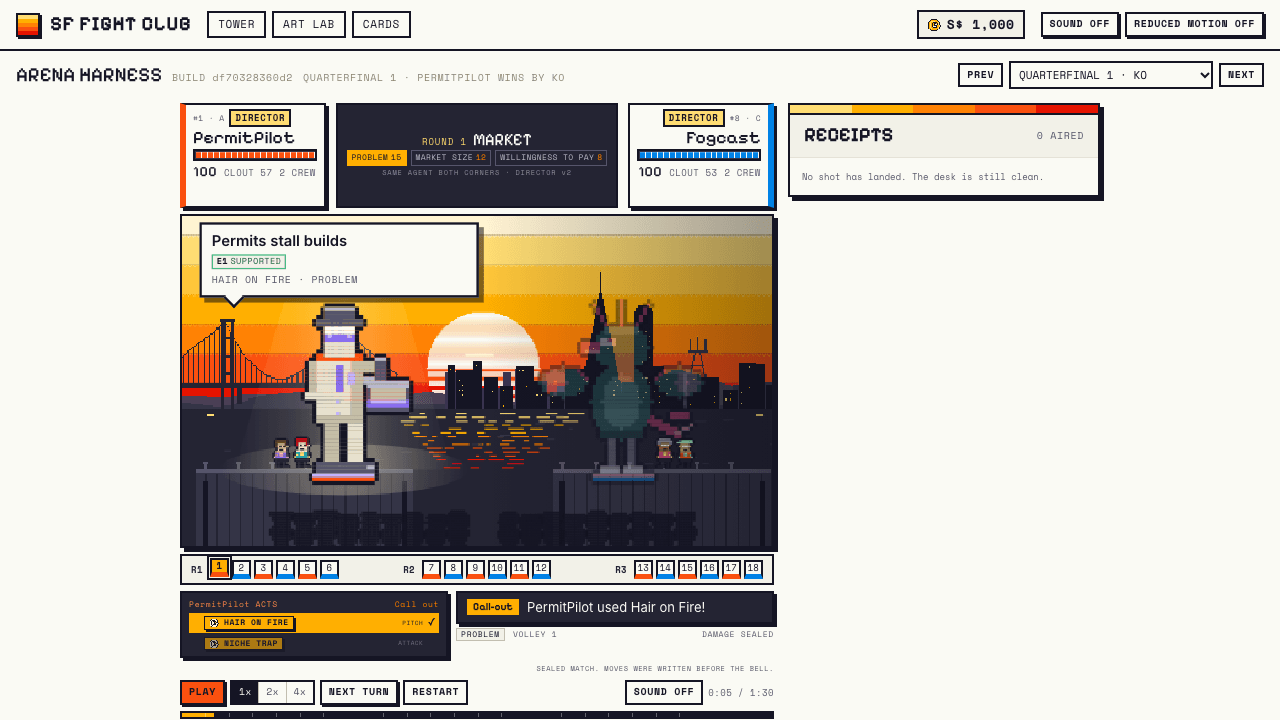 SF FIGHT CLUB TOWER ART LAB CARDS S$ 1,000 SOUND OFF REDUCED MOTION OFF
ARENA HARNESS BUILD df70328360d2 QUARTERFINAL 1 · PERMITPILOT WINS BY KO PREV QUARTERFINAL 1 · KO NEXT
#1 · A DIRECTOR
PermitPilot
100 CLOUT 57 2 CREW
ROUND 1 MARKET
PROBLEM 15 MARKET SIZE 12 WILLINGNESS TO PAY 8
SAME AGENT BOTH CORNERS · DIRECTOR v2
DIRECTOR #8 · C
Fogcast
100 CLOUT 53 2 CREW
RECEIPTS 0 AIRED
No shot has landed. The desk is still clean.
Permits stall builds
E1 SUPPORTED
HAIR ON FIRE · PROBLEM
R1 1 2 3 4 5 6 R2 7 8 9 10 11 12 R3 13 14 15 16 17 18
PermitPilot ACTS Call out
HAIR ON FIRE PITCH ✓
NICHE TRAP ATTACK
Call-out PermitPilot used Hair on Fire!
PROBLEM VOLLEY 1 DAMAGE SEALED
SEALED MATCH. MOVES WERE WRITTEN BEFORE THE BELL.
PLAY 1x 2x 4x NEXT TURN RESTART SOUND OFF 0:05 / 1:30